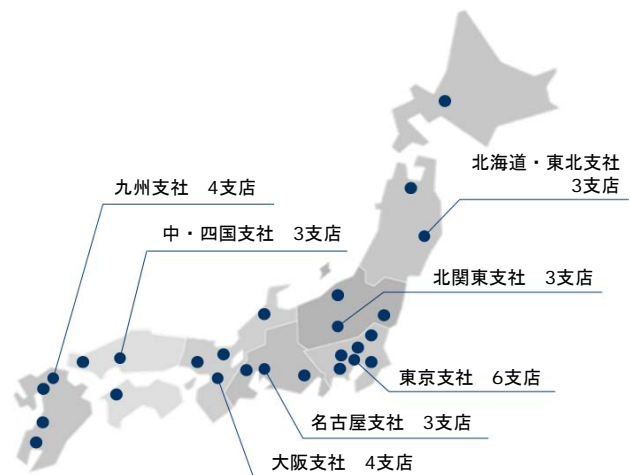 北海道・東北支社
3支店
九州支社　4支店
中・四国支社　3支店
北関東支社　3支店
東京支社　6支店
名古屋支社　3支店
大阪支社　4支店